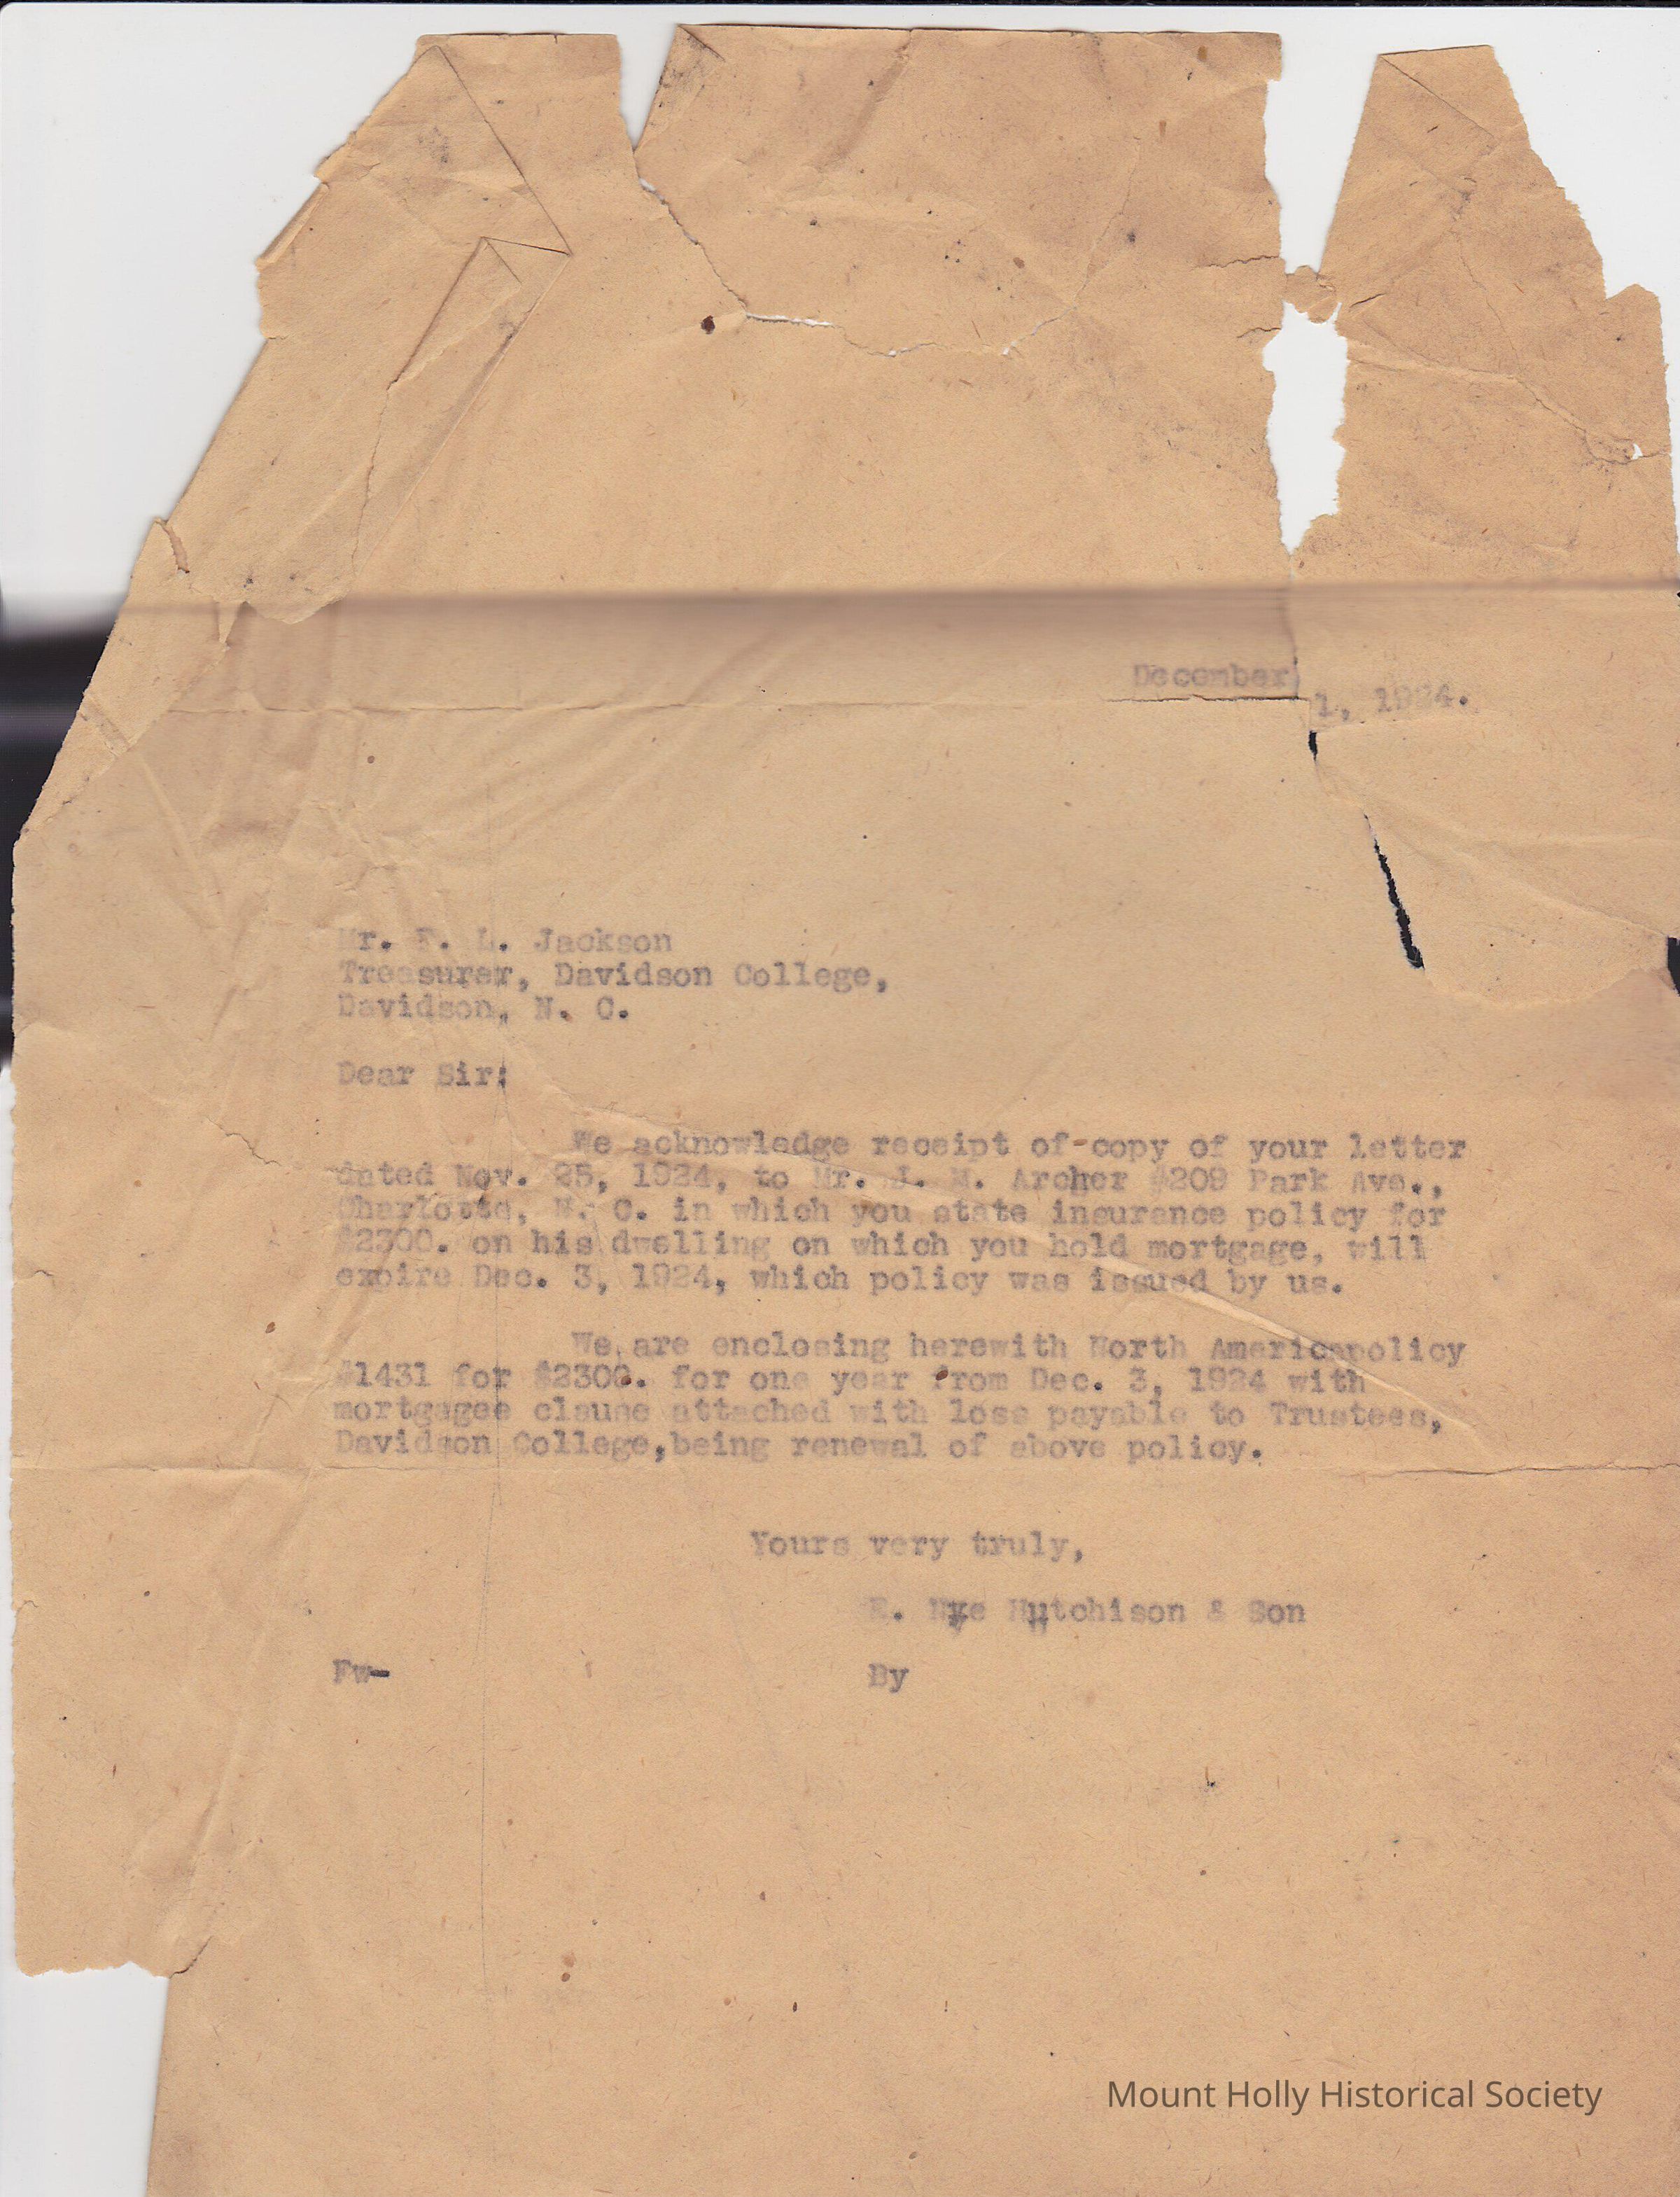 December 1, 1924.
Mr. F. L. Jackson
Treasurer, Davidson College,
Davidson, N. C.
Dear Sir:
We acknowledge receipt of-copy of your letter
dated Nov. 25, 1924, to Mr. L. M. Archer #209 Park Ave.,
Charlotte, N. C. in which you state insurance policy for
$2300. on his dwelling on which you hold mortgage, will
expire Dec. 3, 1924, which policy was issued by us.
We are enclosing herewith North Americapolicy
#1431 for $2300. for one year from Dec. 3, 1924 with
mortgagee clause attached with loss payable to Trustees,
Davidson College,being renewal of above policy.
Yours very truly,
E. Nye Hutchison & Son
Fw-
By
Mount Holly Historical Society